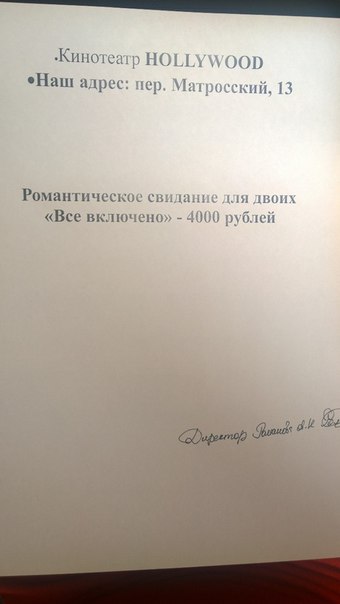 .Кинотеатр HOLLYWOOD
•Наш адрес: пер. Матросский, 13
Романтическое свидание для двоих
«Все включено» - 4000 рублей
Директор